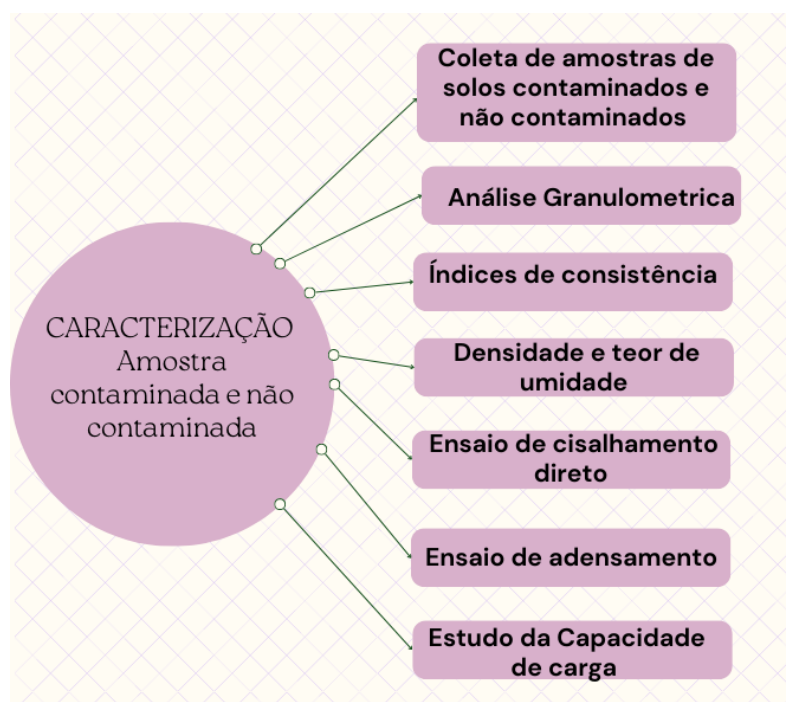 CARACTERIZAÇÃO
Amostra
contaminada e não
contaminada
Coleta de amostras de
solos contaminados e
não contaminados
Análise Granulometrica
Índices de consistência
Densidade e teor de
umidade
Ensaio de cisalhamento
direto
Ensaio de adensamento
Estudo da Capacidade
de carga